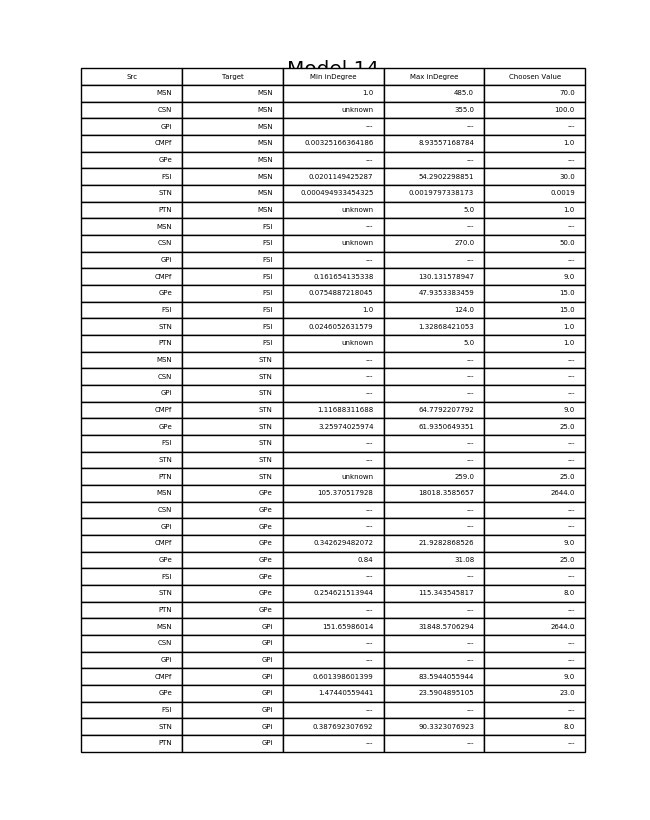 Model 14
Src Target Min inDegree Max inDegree Choosen Value
MSN MSN 1.0 485.0 70.0
CSN MSN unknown 355.0 100.0
GPi MSN --- --- ---
CMPf MSN 0.00325166364186 8.93557168784 1.0
GPe MSN --- --- ---
FSI MSN 0.0201149425287 54.2902298851 30.0
STN MSN 0.000494933454325 0.0019797338173 0.0019
PTN MSN unknown 5.0 1.0
MSN FSI --- --- ---
CSN FSI unknown 270.0 50.0
GPi FSI --- --- ---
CMPf FSI 0.161654135338 130.131578947 9.0
GPe FSI 0.0754887218045 47.9353383459 15.0
FSI FSI 1.0 124.0 15.0
STN FSI 0.0246052631579 1.32868421053 1.0
PTN FSI unknown 5.0 1.0
MSN STN --- --- ---
CSN STN --- --- ---
GPi STN --- --- ---
CMPf STN 1.11688311688 64.7792207792 9.0
GPe STN 3.25974025974 61.9350649351 25.0
FSI STN --- --- ---
STN STN --- --- ---
PTN STN unknown 259.0 25.0
MSN GPe 105.370517928 18018.3585657 2644.0
CSN GPe --- --- ---
GPi GPe --- --- ---
CMPf GPe 0.342629482072 21.9282868526 9.0
GPe GPe 0.84 31.08 25.0
FSI GPe --- --- ---
STN GPe 0.254621513944 115.343545817 8.0
PTN GPe --- --- ---
MSN GPi 151.65986014 31848.5706294 2644.0
CSN GPi --- --- ---
GPi GPi --- --- ---
CMPf GPi 0.601398601399 83.5944055944 9.0
GPe GPi 1.47440559441 23.5904895105 23.0
FSI GPi --- --- ---
STN GPi 0.387692307692 90.3323076923 8.0
PTN GPi --- --- ---